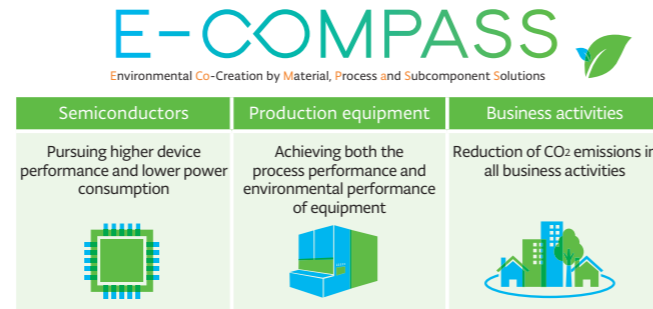 E-COMPASS
Environmental Co-Creation by Material, Process and Subcomponent Solutions
Semiconductors
Pursuing higher device
performance and lower power
consumption
Production equipment
Achieving both the
process performance and
environmental performance
of equipment
Business activities
Reduction of CO2 emissions in
all business activities